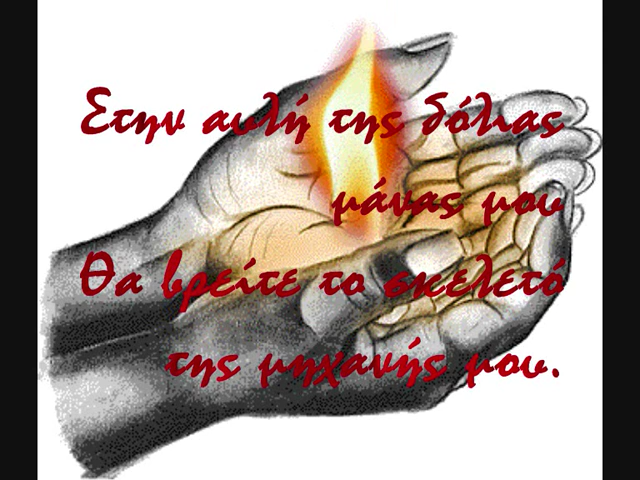 Στην αυλή της δόλιας
μάνας μου
Θα βρείτε το σκελετό
της μηχανής μου.